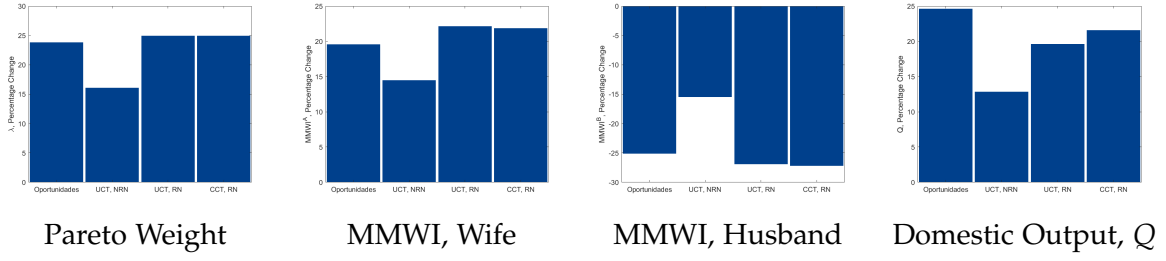 λ, Percentage Change
30
25
20
15
10
5
0
Oportunidades UCT, NRN UCT, RN CCT, RN
Pareto Weight
MMWI^A, Percentage Change
25
20
15
10
5
0
Oportunidades UCT, NRN UCT, RN CCT, RN
MMWI, Wife
MMWI^B, Percentage Change
0
-5
-10
-15
-20
-25
-30
Oportunidades UCT, NRN UCT, RN CCT, RN
MMWI, Husband
Q, Percentage Change
25
20
15
10
5
0
Oportunidades UCT, NRN UCT, RN CCT, RN
Domestic Output, Q